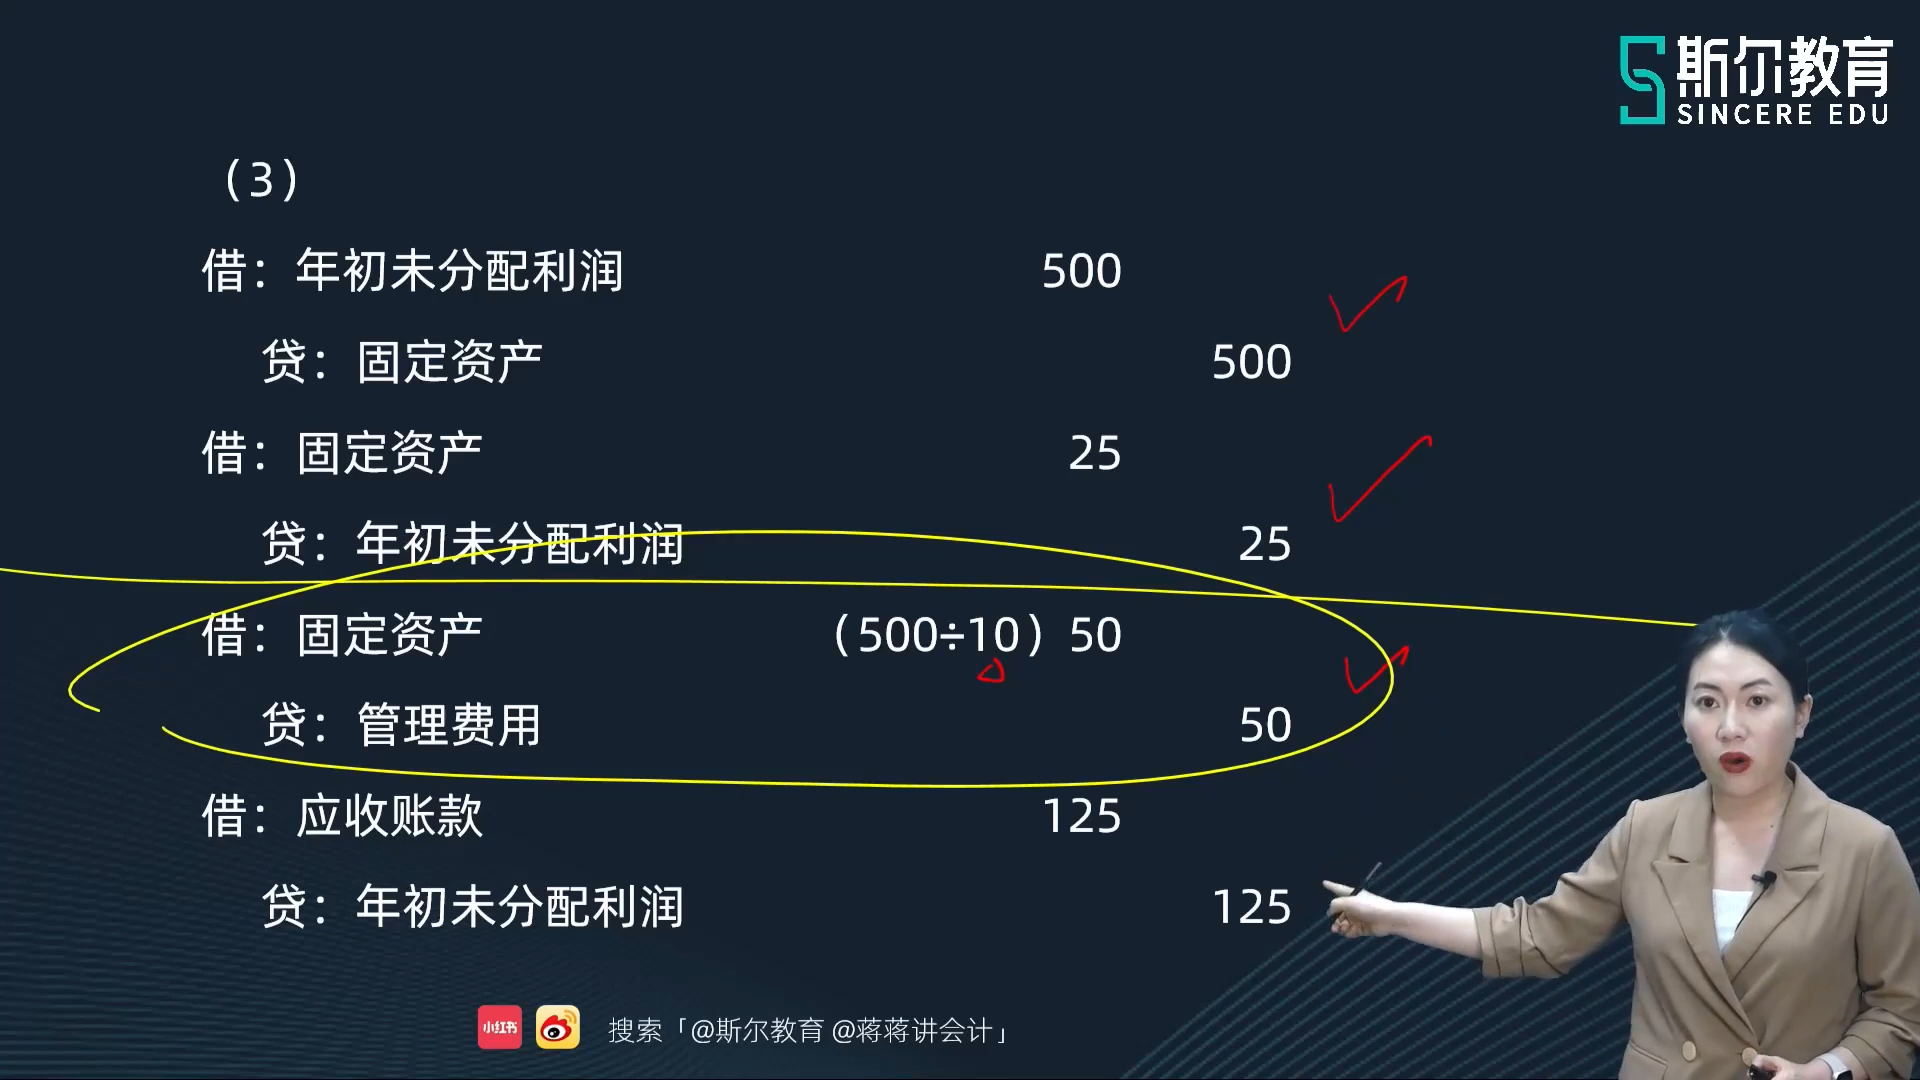 斯尔教育
SINCERE EDU
（3）
借：年初未分配利润 500
贷：固定资产 500
借：固定资产 25
贷：年初未分配利润 25
借：固定资产 （500÷10）50
贷：管理费用 50
借：应收账款 125
贷：年初未分配利润 125
小红书 搜索「@斯尔教育 @蒋蒋讲会计」